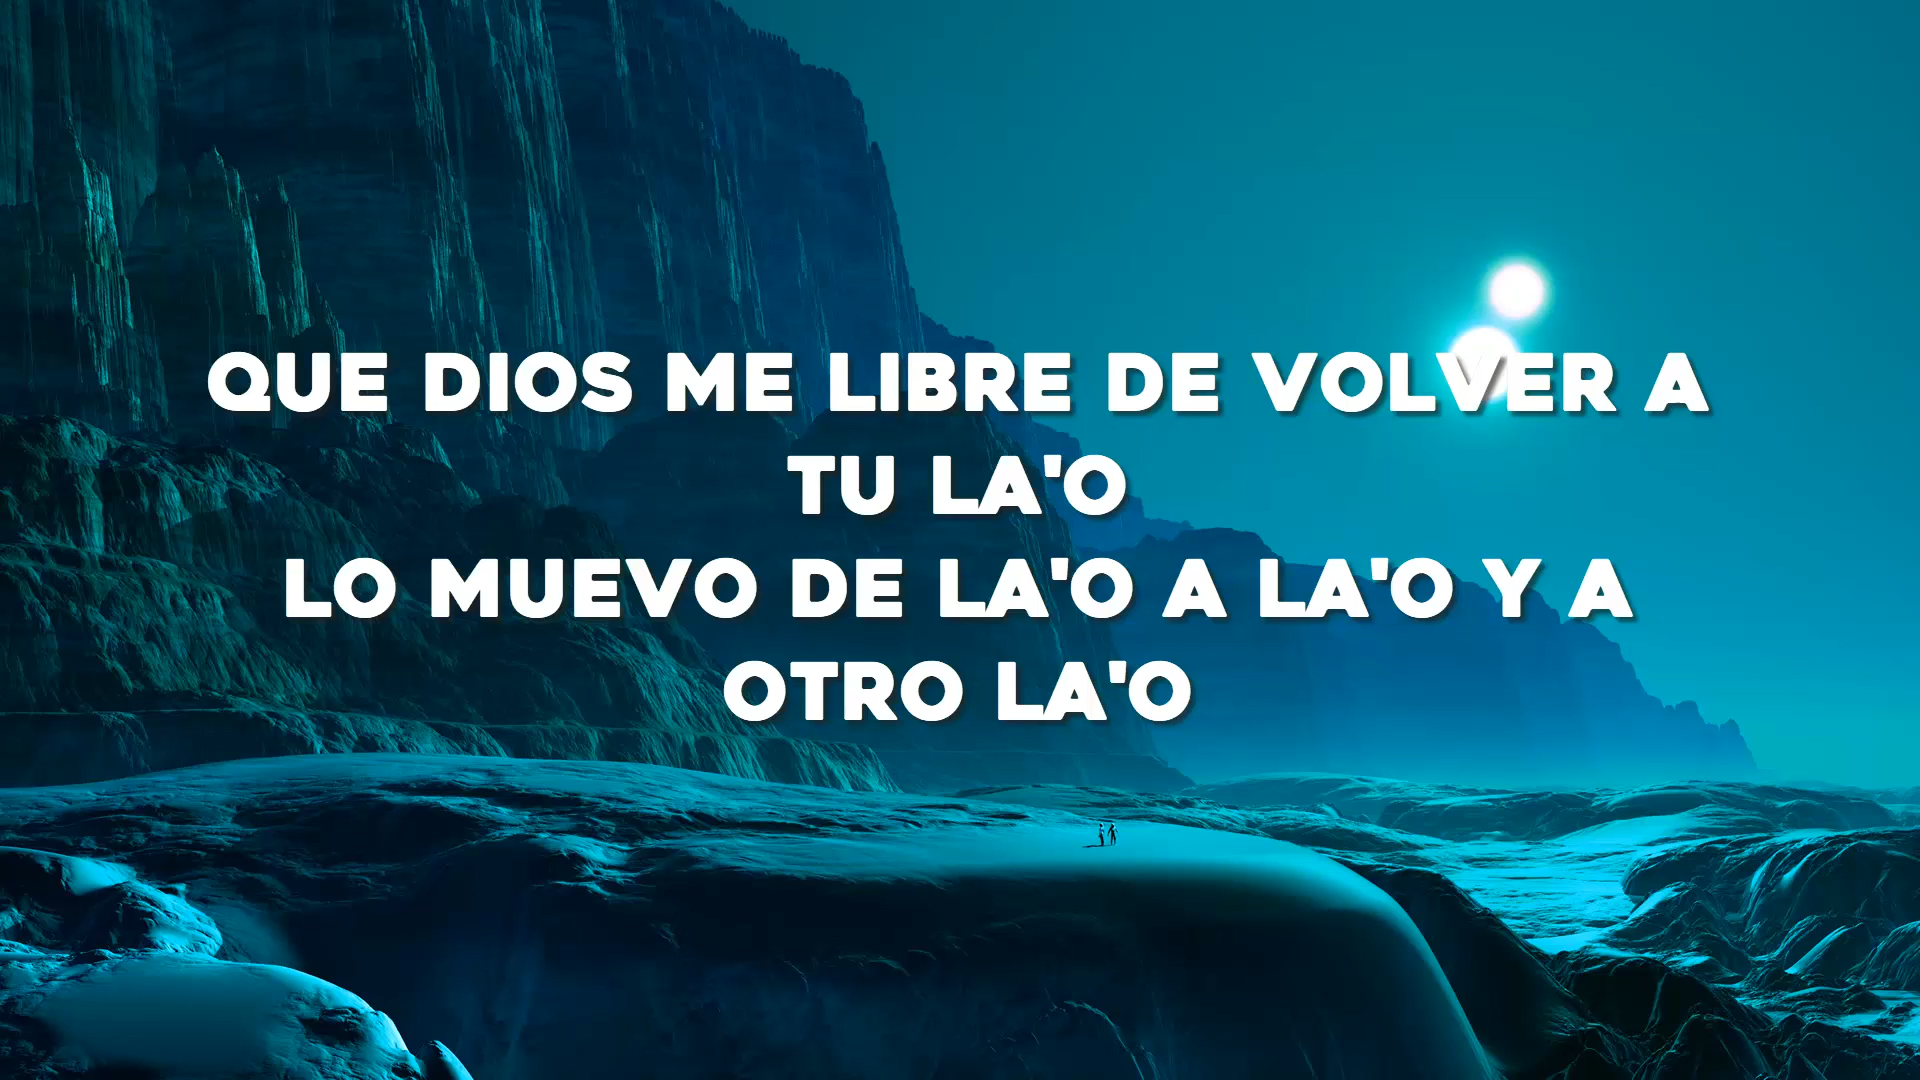 QUE DIOS ME LIBRE DE VOLVER A
TU LA'O
LO MUEVO DE LA'O A LA'O Y A
OTRO LA'O